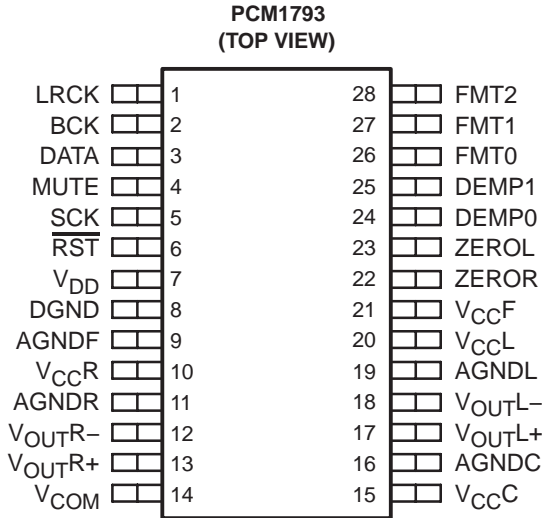 PCM1793
(TOP VIEW)
LRCK 1 28 FMT2
BCK 2 27 FMT1
DATA 3 26 FMT0
MUTE 4 25 DEMP1
SCK 5 24 DEMP0
R̅S̅T̅ 6 23 ZEROL
VDD 7 22 ZEROR
DGND 8 21 VCCF
AGNDF 9 20 VCCL
VCCR 10 19 AGNDL
AGNDR 11 18 VOUTL−
VOUTR− 12 17 VOUTL+
VOUTR+ 13 16 AGNDC
VCOM 14 15 VCCC